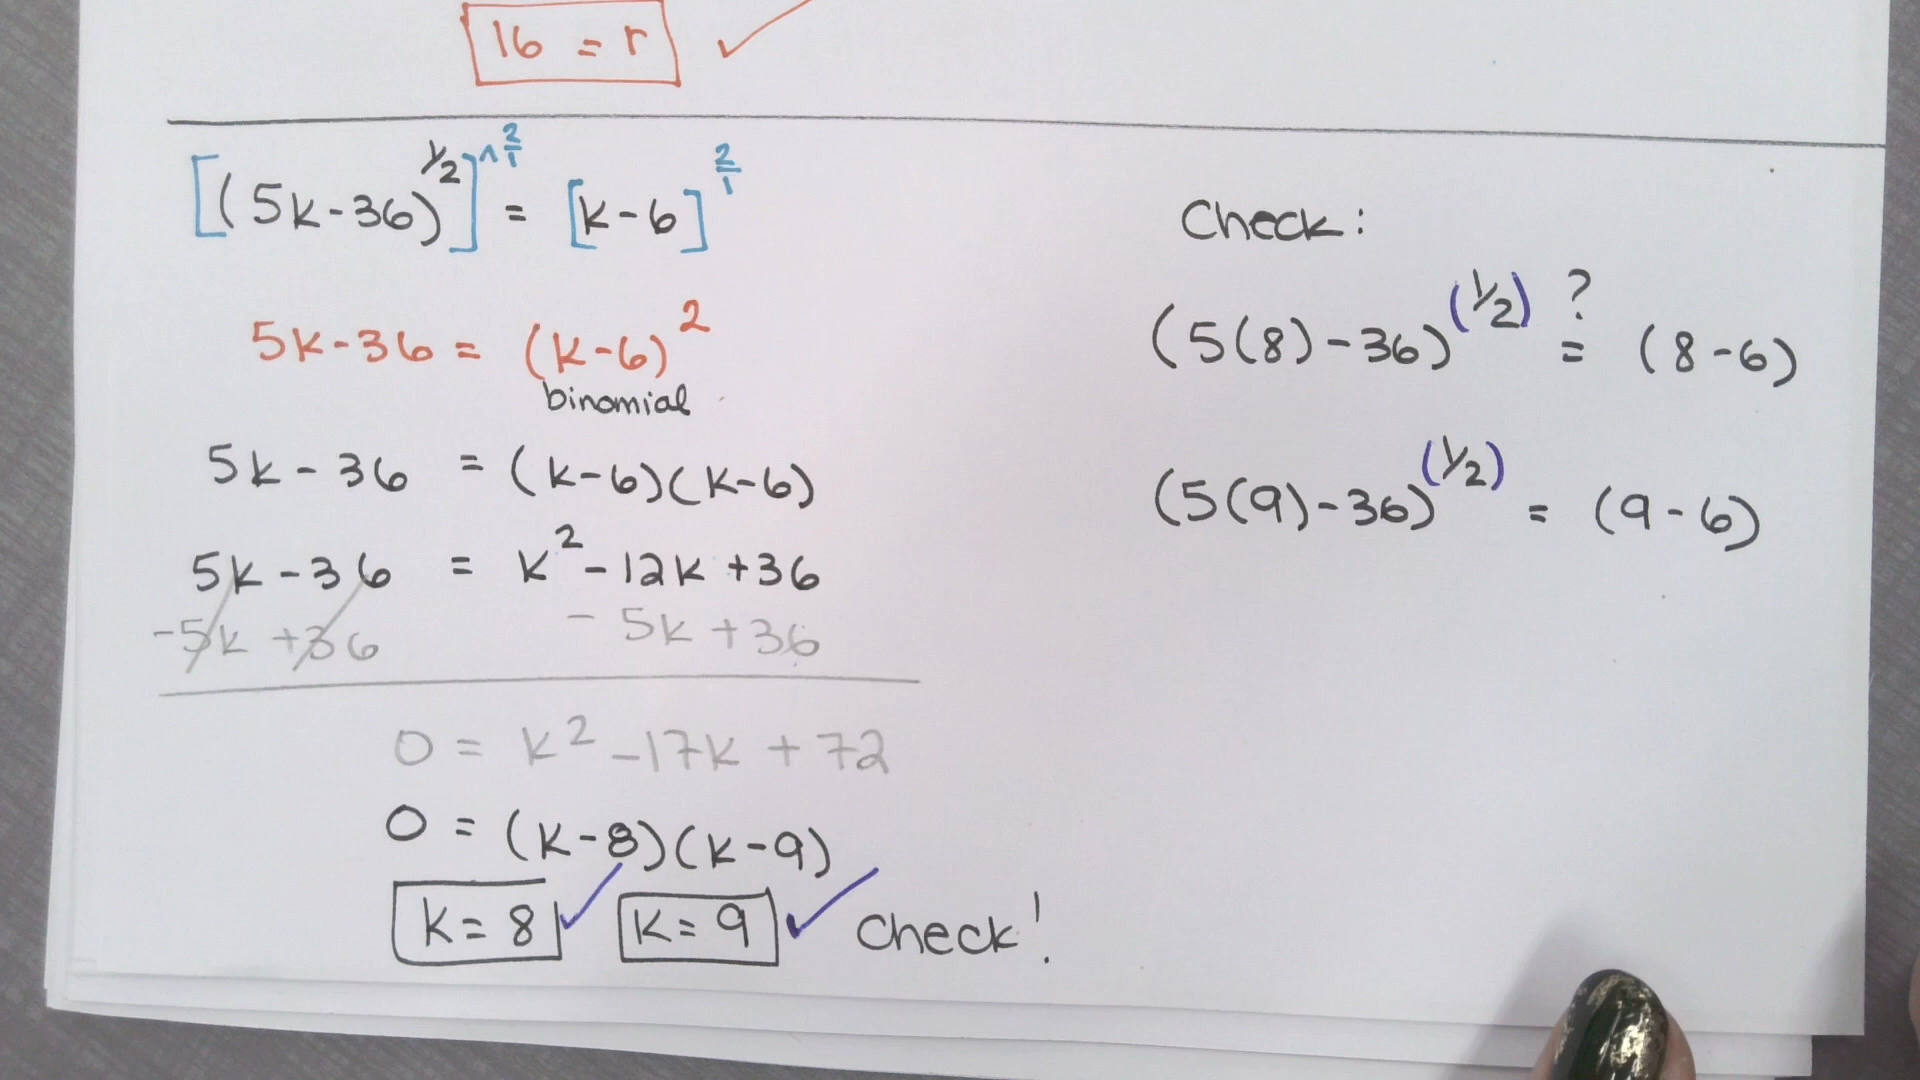 16 = r ✓
[(5k-36)^1/2]^2/1 = [k-6]^2/1
5k-36 = (k-6)^2
binomial
5k - 36 = (k-6)(k-6)
5k - 36 = k^2 - 12k + 36
-5k +36 - 5k + 36
0 = k^2 - 17k + 72
0 = (k-8)(k-9)
k = 8 ✓ k = 9 ✓ Check!
Check:
(5(8)-36)^(1/2) ?= (8-6)
(5(9)-36)^(1/2) = (9-6)